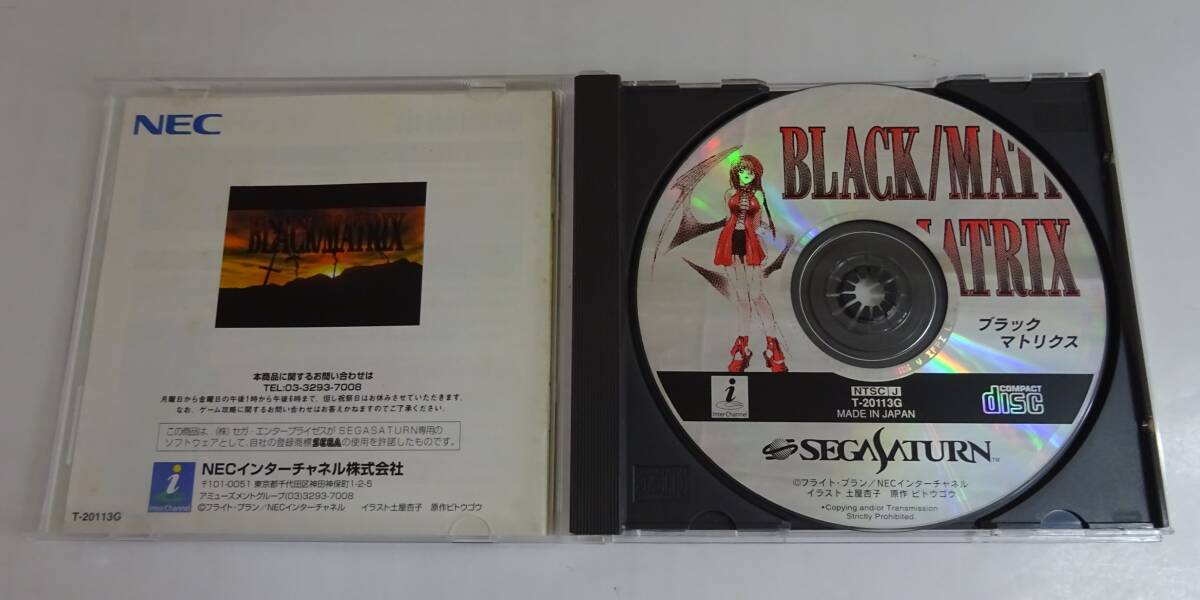 NEC
BLACK/MATRIX
本商品に関するお問い合わせは
TEL:03-3293-7008
月曜日から金曜日の午後1時から午後6時まで、但し祝祭日はお休みさせていただきます。
なお、ゲーム攻略に関するお問い合わせはお答えかねますのでご了承ください。
この商品は、(株)セガ・エンタープライゼスがSEGASATURN専用の
ソフトウェアとして、自社の登録商標SEGAの使用を許諾したものです。
i
InterChannel
NECインターチャネル株式会社
〒101-0051 東京都千代田区神田神保町1-2-5
アミューズメントグループ(03)3293-7008
©フライト・プラン/NECインターチャネル イラスト土屋杏子 原作ビトウゴウ
T-20113G
BLACK/MAT
MATRIX
ブラック
マトリクス
i
InterChannel
NTSC J
T-20113G
MADE IN JAPAN
COMPACT
disc
SEGASATURN™
©フライト・プラン/NECインターチャネル
イラスト 土屋杏子 原作 ビトウゴウ
•Copying and/or Transmission
Strictly Prohibited.